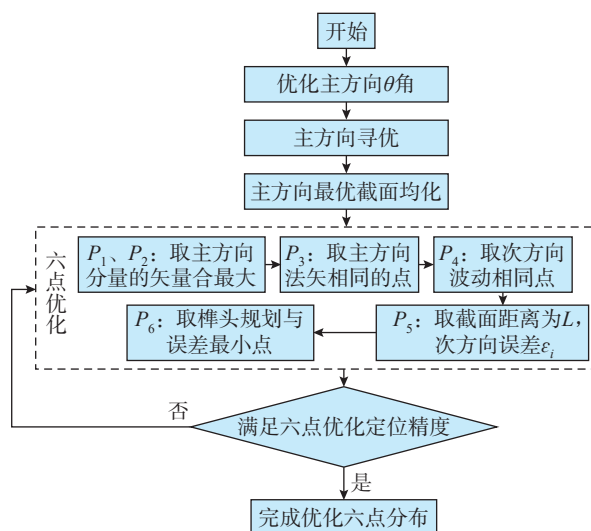 开始
优化主方向θ角
主方向寻优
主方向最优截面均化
六点优化
P₁、P₂：取主方向
分量的矢量合最大
P₃：取主方向
法矢相同的点
P₄：取次方向
波动相同点
P₅：取截面距离为L，
次方向误差εᵢ
P₆：取榫头规划与
误差最小点
否
满足六点优化定位精度
是
完成优化六点分布